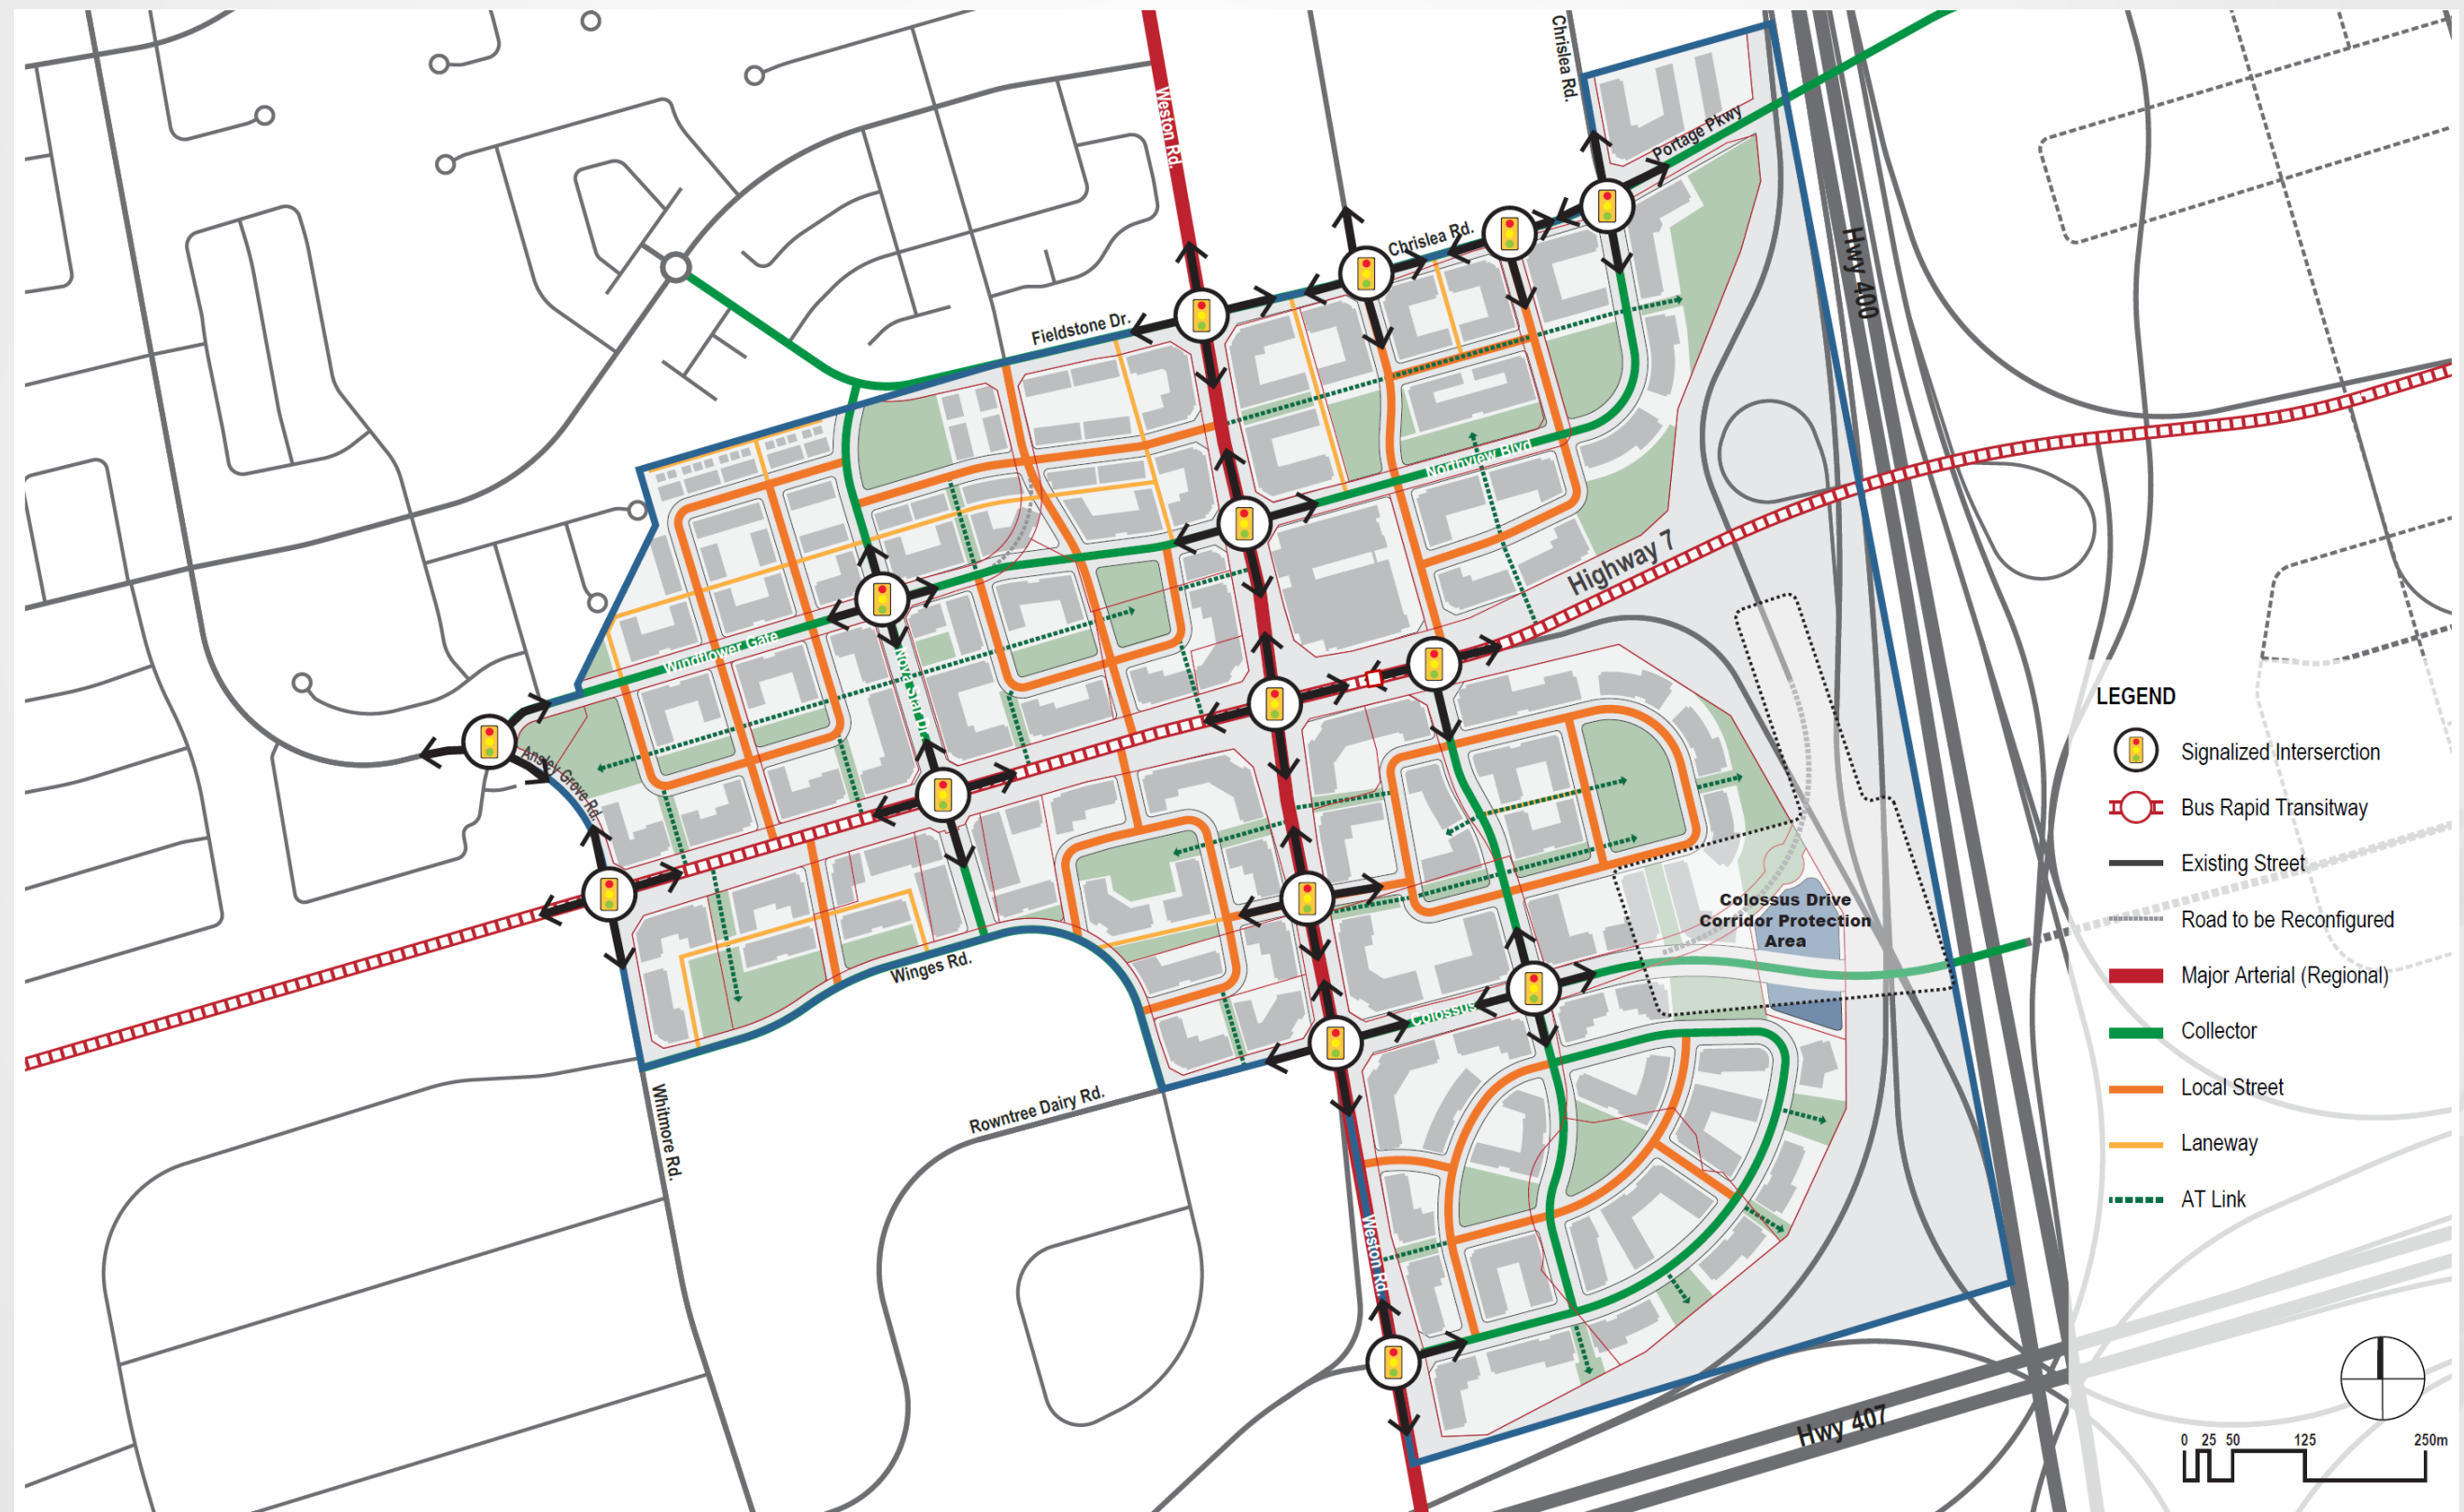 Chrislea Rd.
Weston Rd.
Portage Pkwy
Hwy 400
Chrislea Rd.
Fieldstone Dr.
Northview Blvd
Highway 7
Windflower Gate
Nova Star Dr.
Ansley Grove Rd.
Colossus Drive
Corridor Protection
Area
Winges Rd.
Colossus
Rowntree Dairy Rd.
Whitmore Rd.
Weston Rd.
Hwy 407
LEGEND
Signalized Interserction
Bus Rapid Transitway
Existing Street
Road to be Reconfigured
Major Arterial (Regional)
Collector
Local Street
Laneway
AT Link
0 25 50 125 250m